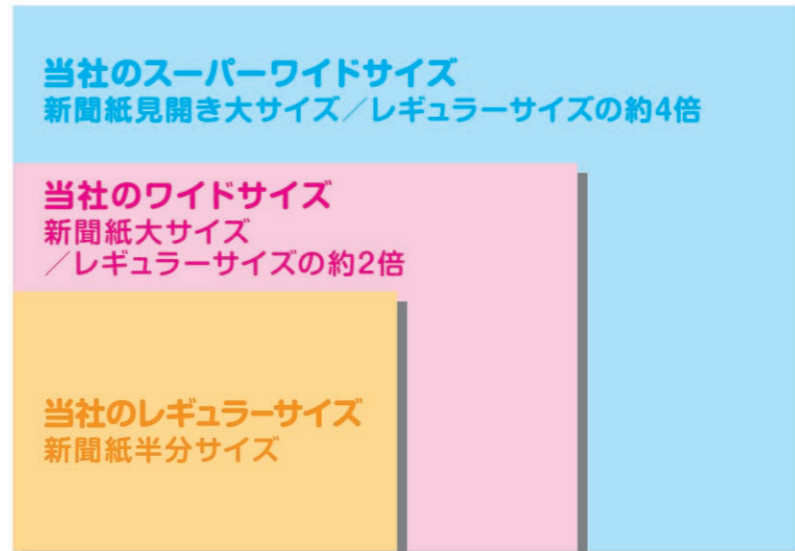 当社のスーパーワイドサイズ
新聞紙見開き大サイズ／レギュラーサイズの約4倍
当社のワイドサイズ
新聞紙大サイズ
／レギュラーサイズの約2倍
当社のレギュラーサイズ
新聞紙半分サイズ